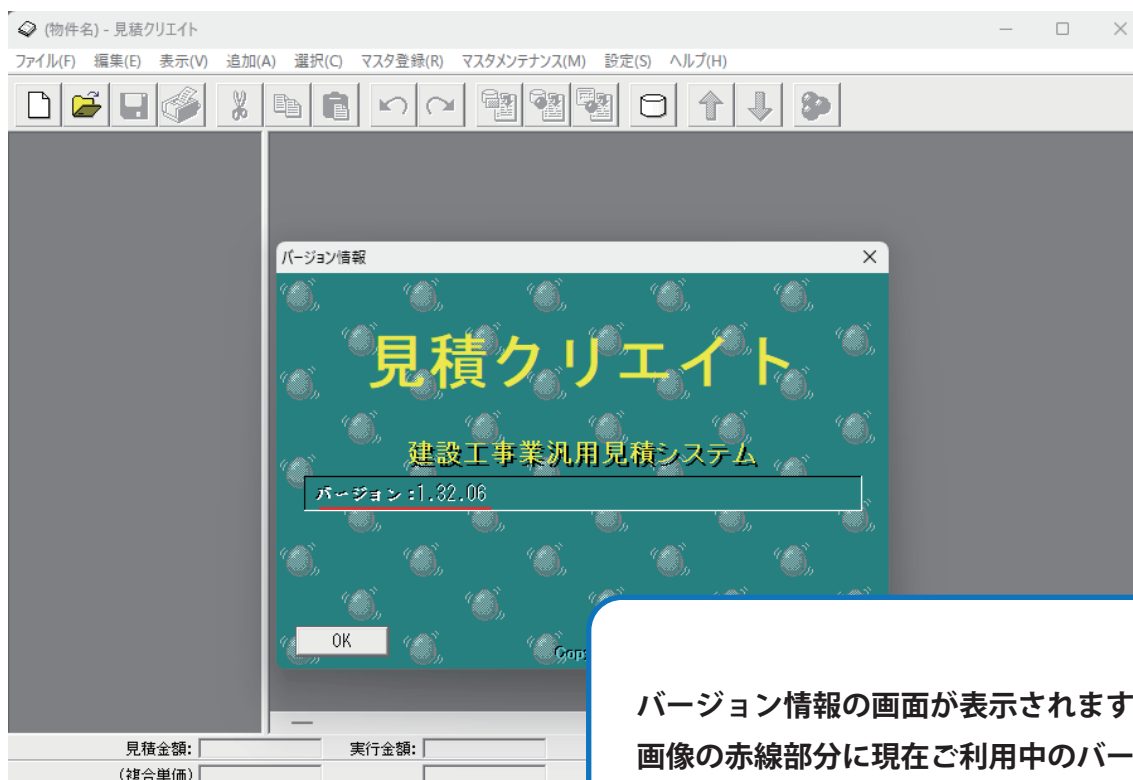 (物件名) - 見積クリエイト
ファイル(F) 編集(E) 表示(V) 追加(A) 選択(C) マスタ登録(R) マスタメンテナンス(M) 設定(S) ヘルプ(H)
バージョン情報
見積クリエイト
建設工事業汎用見積システム
バージョン:1.32.06
OK
Cop
バージョン情報の画面が表示されます
画像の赤線部分に現在ご利用中のバー
見積金額: 実行金額:
(複合単価)